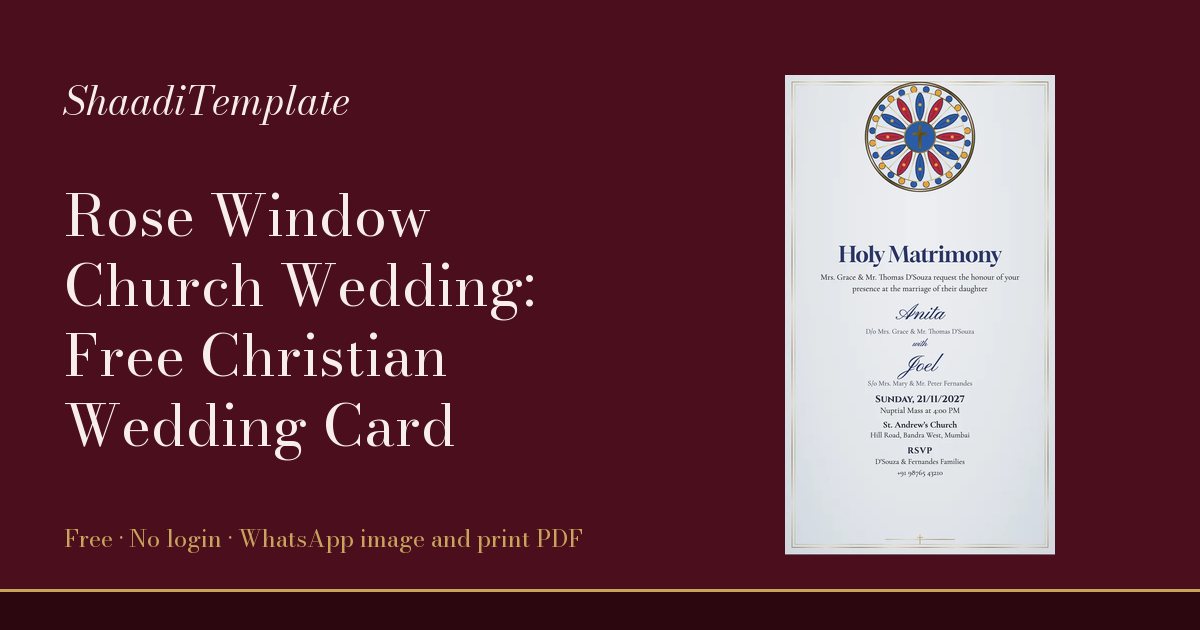 ShaadiTemplate
Rose Window
Church Wedding:
Free Christian
Wedding Card
Free · No login · WhatsApp image and print PDF
Holy Matrimony
Mrs. Grace & Mr. Thomas D'Souza request the honour of your
presence at the marriage of their daughter
Anita
D/o Mrs. Grace & Mr. Thomas D'Souza
with
Joel
S/o Mrs. Mary & Mr. Peter Fernandes
Sunday, 21/11/2027
Nuptial Mass at 4:00 PM
St. Andrew's Church
Hill Road, Bandra West, Mumbai
RSVP
D'Souza & Fernandes Families
+91 98765 43210